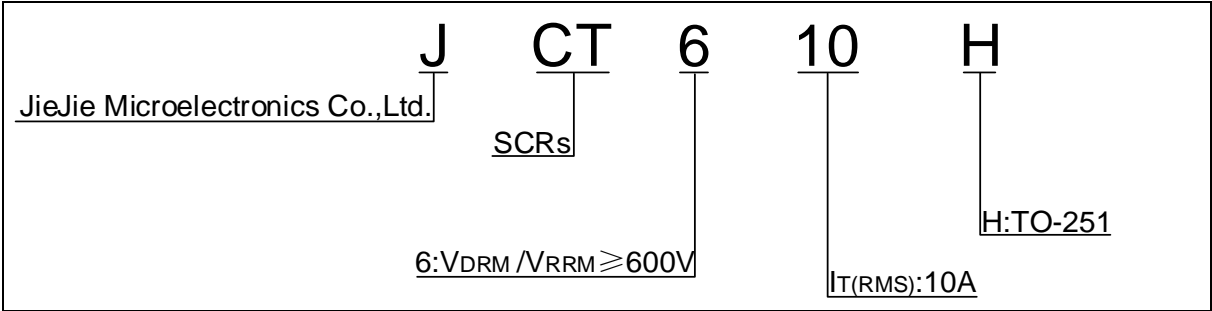 J CT 6 10 H
JieJie Microelectronics Co.,Ltd.
SCRs
H:TO-251
6:VDRM /VRRM≥600V
IT(RMS):10A